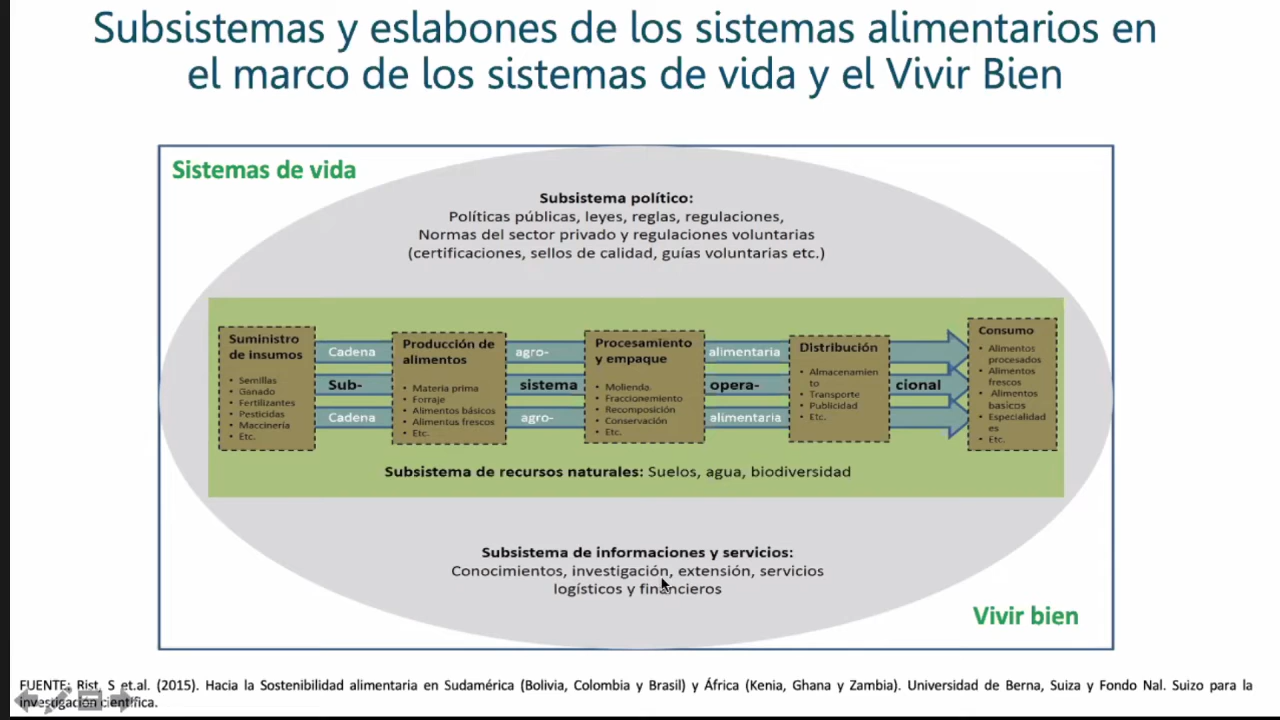 Subsistemas y eslabones de los sistemas alimentarios en
el marco de los sistemas de vida y el Vivir Bien
Sistemas de vida
Subsistema político:
Políticas públicas, leyes, reglas, regulaciones,
Normas del sector privado y regulaciones voluntarias
(certificaciones, sellos de calidad, guías voluntarias etc.)
Suministro
de insumos
• Semillas
• Ganado
• Fertilizantes
• Pesticidas
• Maccinería
• Etc.
Cadena
Sub-
Cadena
Producción de
alimentos
• Materia prima
• Forraje
• Alimentos básicos
• Alimentus frescos
• Etc.
agro-
sistema
agro-
Procesamiento
y empaque
• Molienda
• Fraccionemiento
• Recomposición
• Conservación
• Etc.
alimentaria
opera-
alimentaria
Distribución
• Almacenamien
to
• Transporte
• Publicidad
• Etc.
cional
Consumo
• Alimentos
procesados
• Alimentos
frescos
• Alimentos
basicos
• Especialidad
es
• Etc.
Subsistema de recursos naturales: Suelos, agua, biodiversidad
Subsistema de informaciones y servicios:
Conocimientos, investigación, extensión, servicios
logísticos y financieros
Vivir bien
FUENTE: Rist, S et.al. (2015). Hacia la Sostenibilidad alimentaria en Sudamérica (Bolivia, Colombia y Brasil) y África (Kenia, Ghana y Zambia). Universidad de Berna, Suiza y Fondo Nal. Suizo para la
investigación científica.